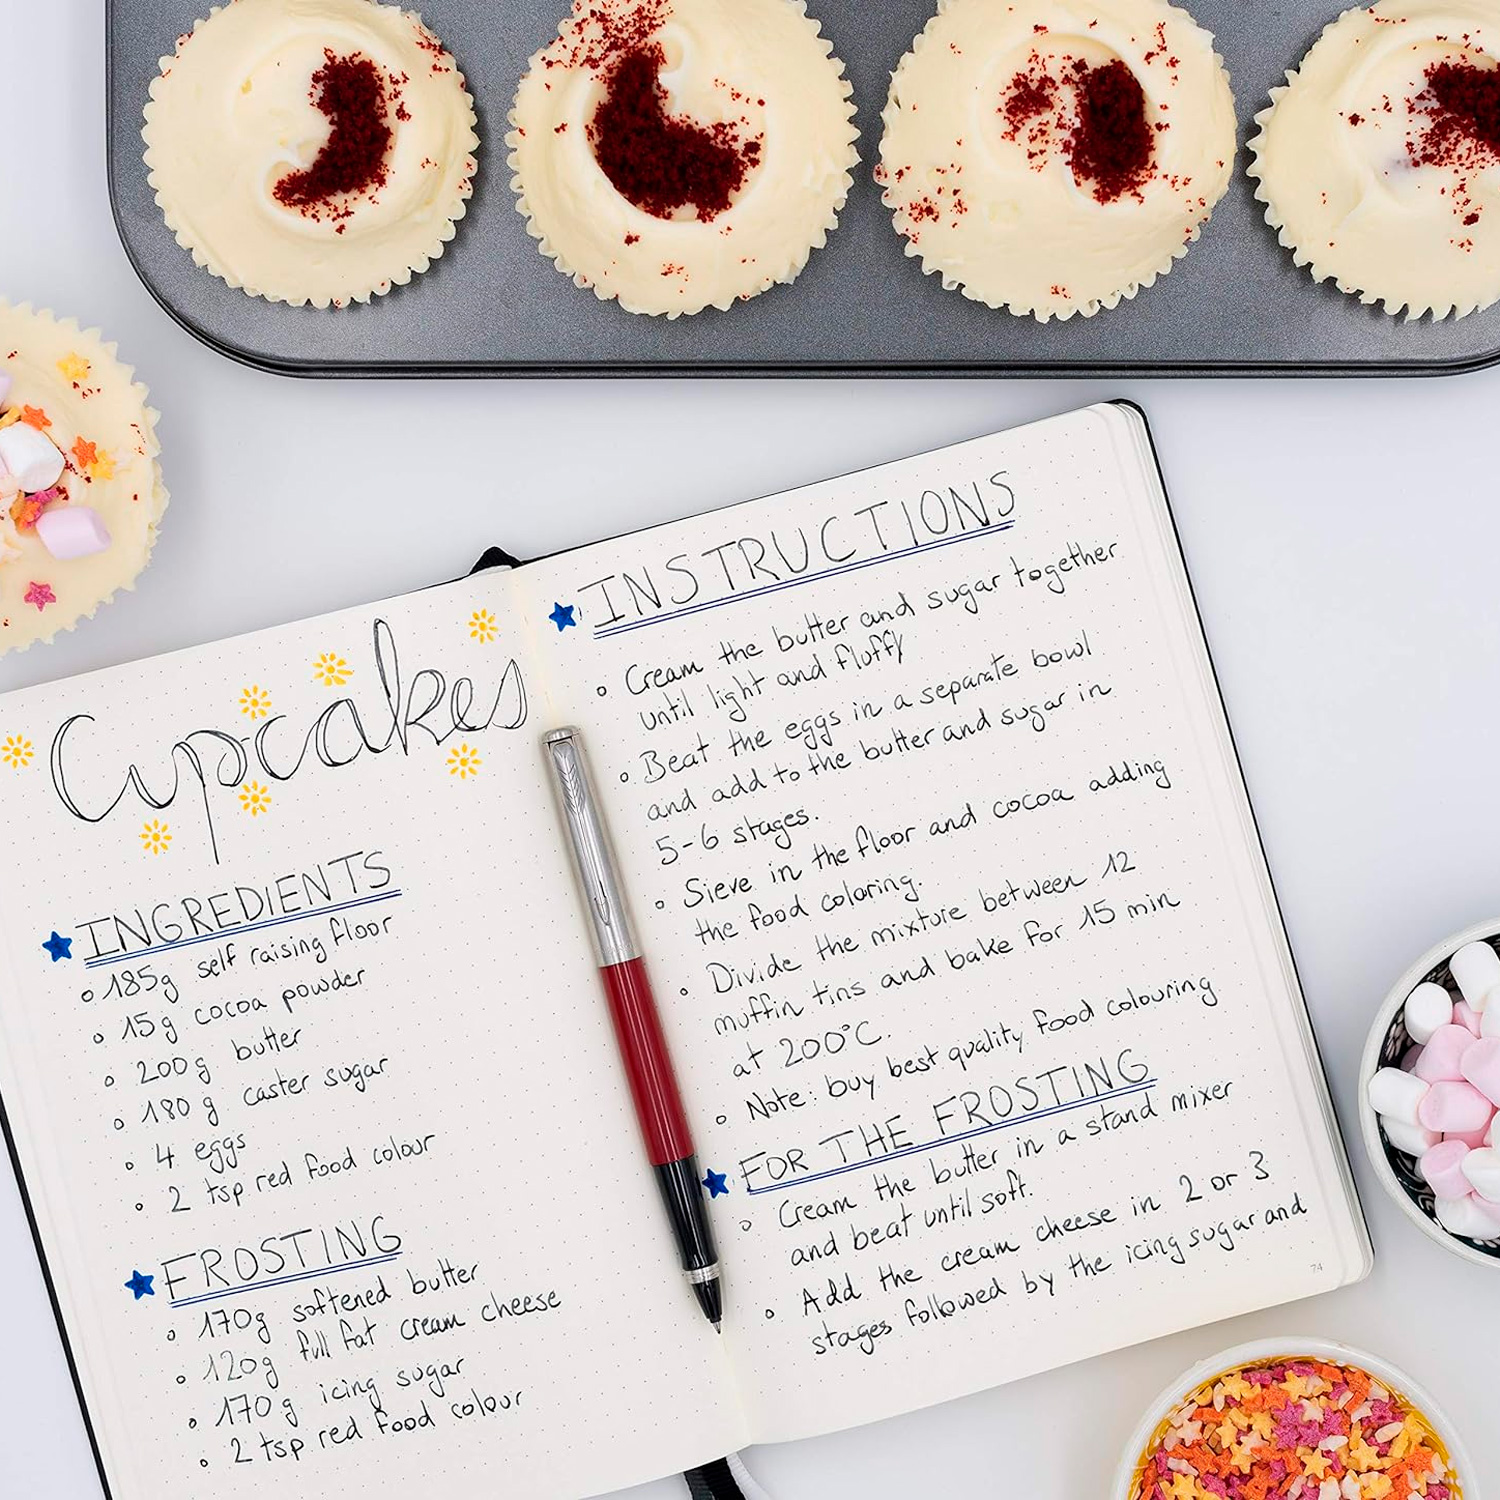 Cupcakes
INGREDIENTS
185g self raising floor
15g cocoa powder
200g butter
180g caster sugar
4 eggs
2 tsp red food colour
FROSTING
170g softened butter
120g full fat cream cheese
170g icing sugar
2 tsp red food colour
INSTRUCTIONS
Cream the butter and sugar together
until light and fluffy
Beat the eggs in a separate bowl
and add to the butter and sugar in
5-6 stages.
Sieve in the floor and cocoa adding
the food coloring.
Divide the mixture between 12
muffin tins and bake for 15 min
at 200°C.
Note: buy best quality food colouring
FOR THE FROSTING
Cream the butter in a stand mixer
and beat until soft.
Add the cream cheese in 2 or 3
stages followed by the icing sugar and
74